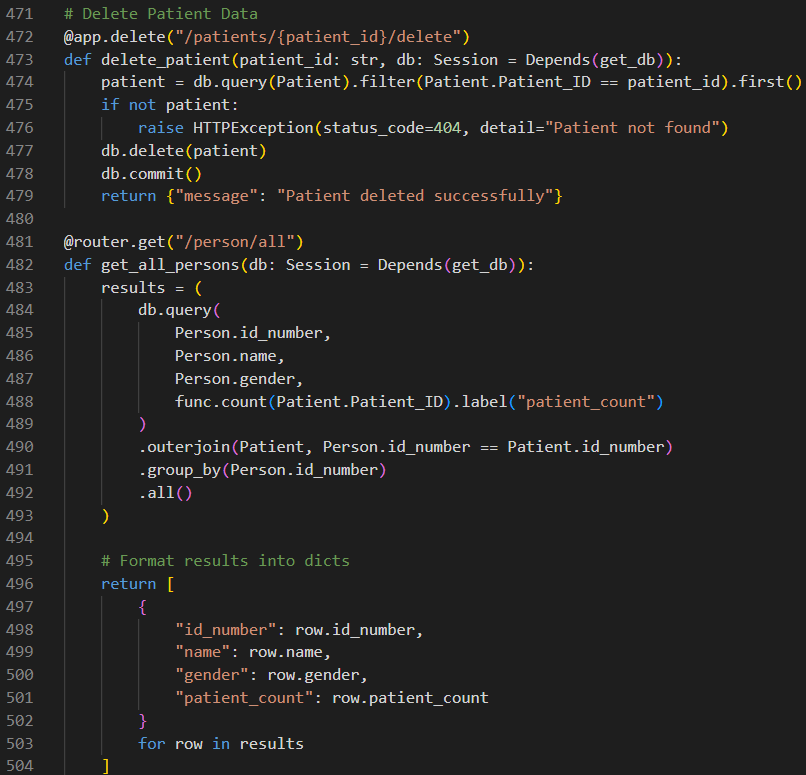 471 # Delete Patient Data
472 @app.delete("/patients/{patient_id}/delete")
473 def delete_patient(patient_id: str, db: Session = Depends(get_db)):
474     patient = db.query(Patient).filter(Patient.Patient_ID == patient_id).first()
475     if not patient:
476         raise HTTPException(status_code=404, detail="Patient not found")
477     db.delete(patient)
478     db.commit()
479     return {"message": "Patient deleted successfully"}
480
481 @router.get("/person/all")
482 def get_all_persons(db: Session = Depends(get_db)):
483     results = (
484         db.query(
485             Person.id_number,
486             Person.name,
487             Person.gender,
488             func.count(Patient.Patient_ID).label("patient_count")
489         )
490         .outerjoin(Patient, Person.id_number == Patient.id_number)
491         .group_by(Person.id_number)
492         .all()
493     )
494
495     # Format results into dicts
496     return [
497         {
498             "id_number": row.id_number,
499             "name": row.name,
500             "gender": row.gender,
501             "patient_count": row.patient_count
502         }
503         for row in results
504     ]